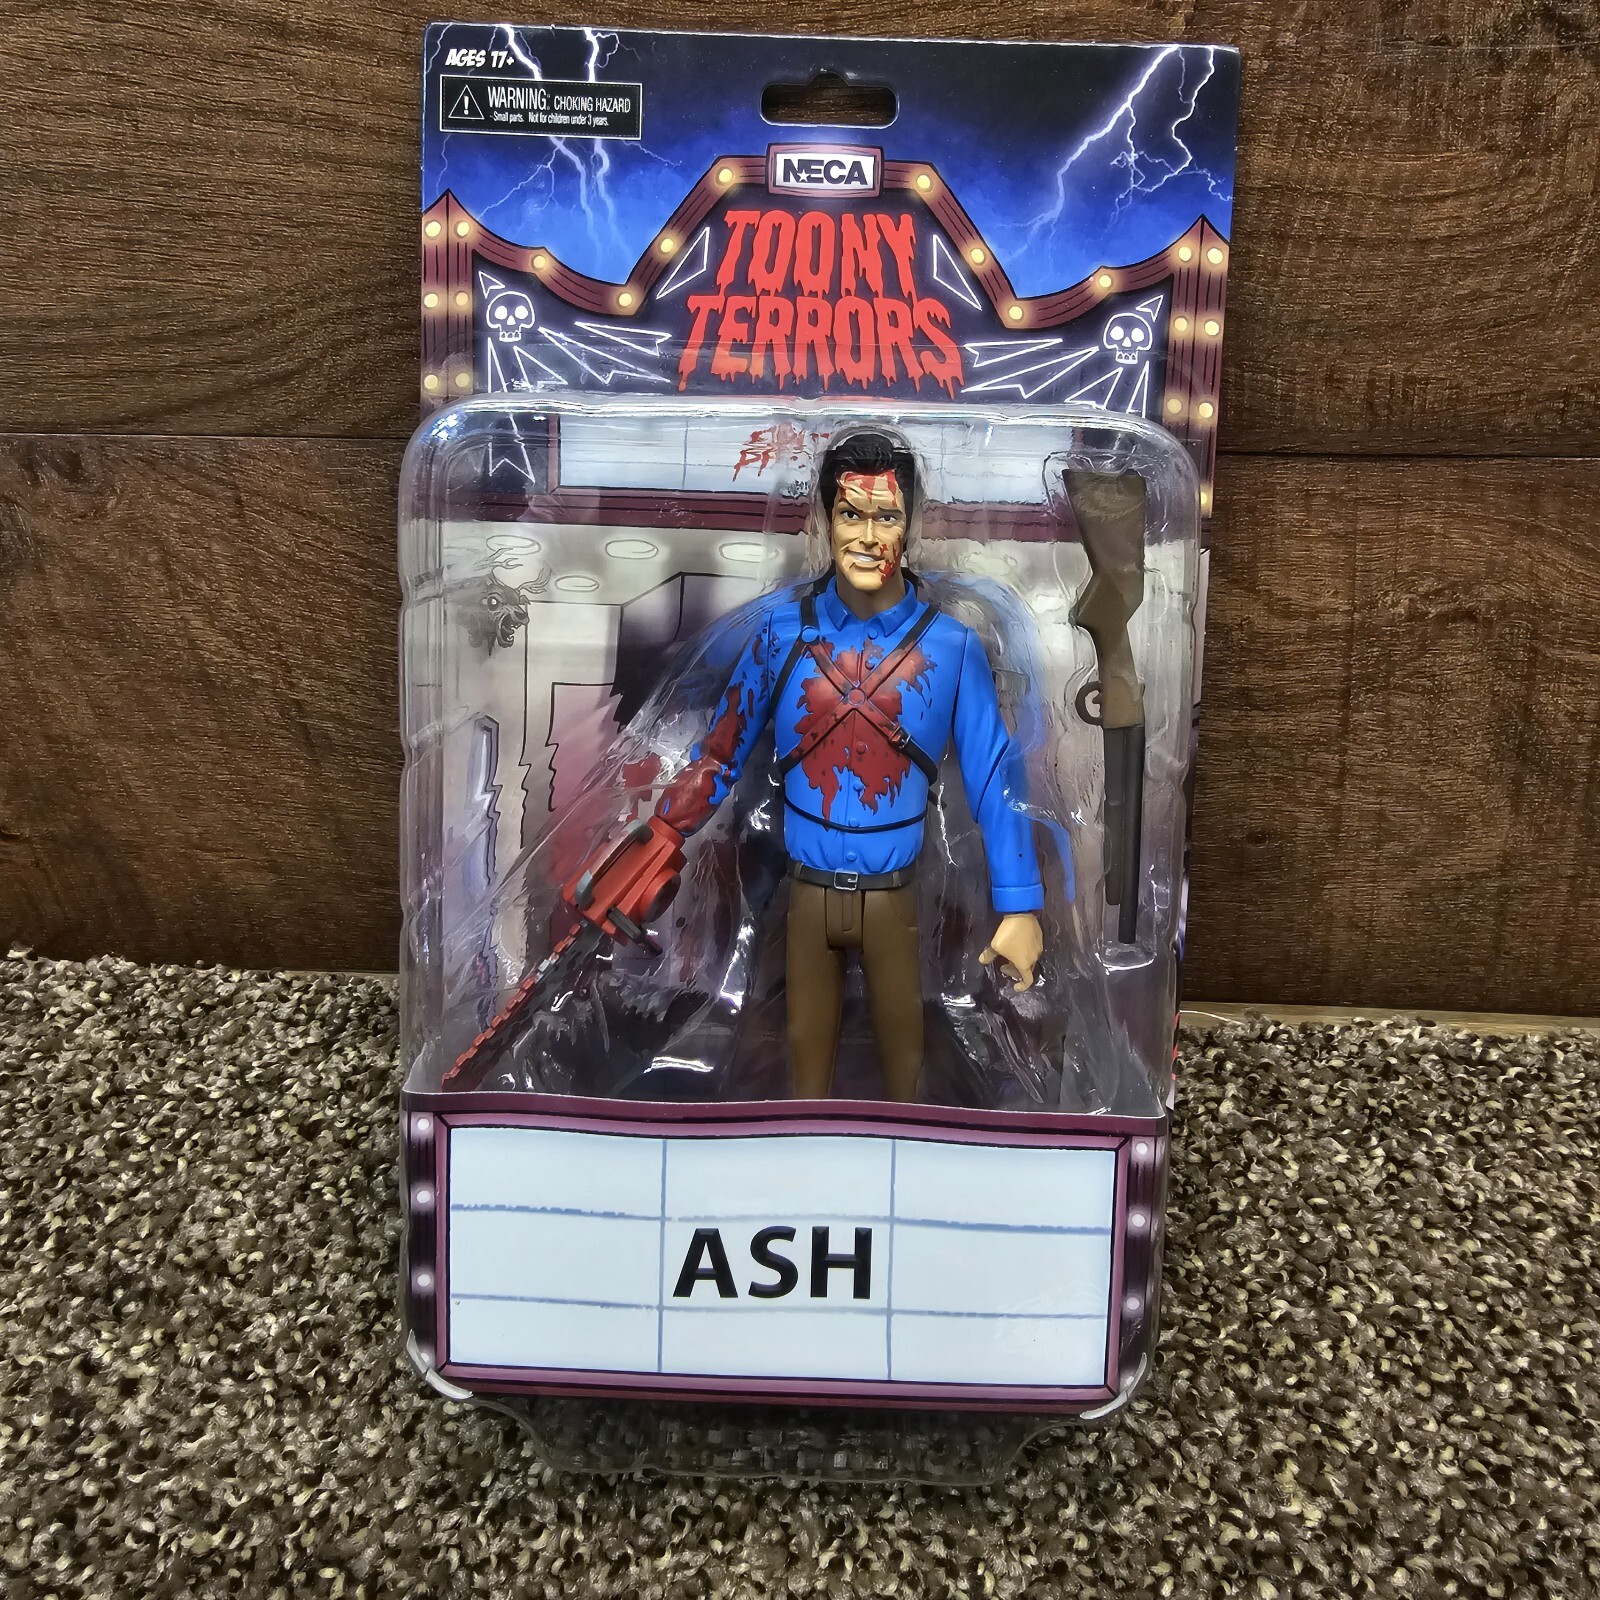 AGES 17+
WARNING: CHOKING HAZARD
- Small parts. Not for children under 3 years.
NECA
TOONY
TERRORS
ASH